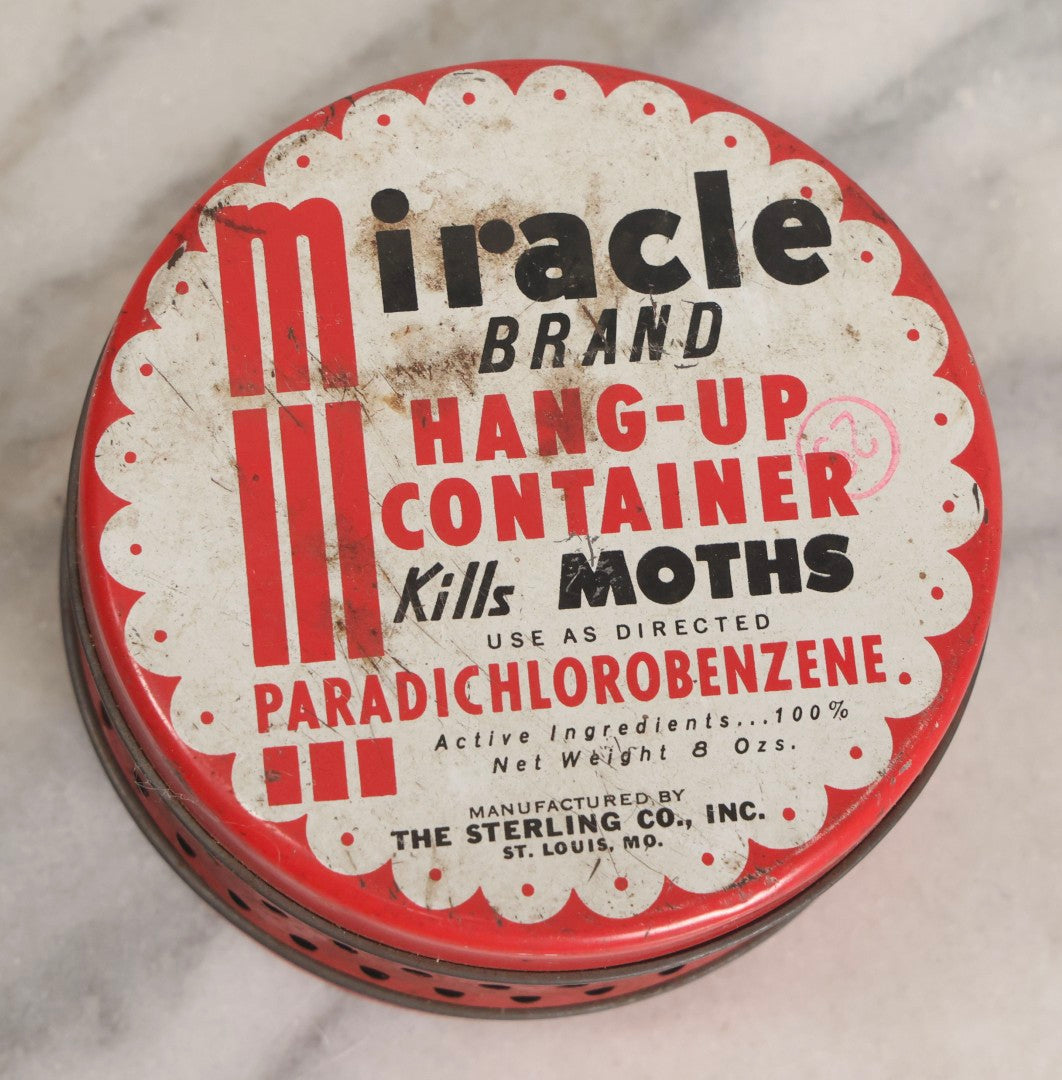 miracle
BRAND
HANG-UP
CONTAINER
Kills MOTHS
USE AS DIRECTED
PARADICHLOROBENZENE
Active Ingredients...100%
Net Weight 8 Ozs.
MANUFACTURED BY
THE STERLING CO., INC.
ST. LOUIS, MO.